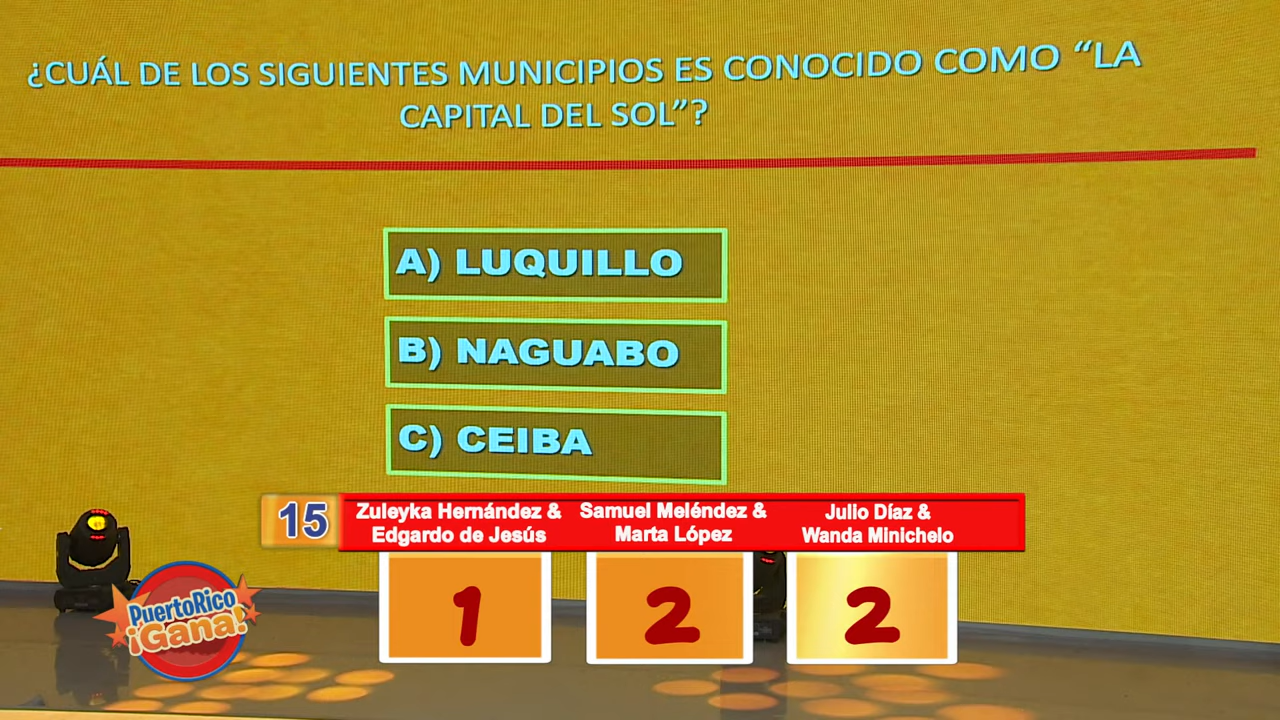 ¿CUÁL DE LOS SIGUIENTES MUNICIPIOS ES CONOCIDO COMO “LA
CAPITAL DEL SOL”?
A) LUQUILLO
B) NAGUABO
C) CEIBA
15
Zuleyka Hernández &
Edgardo de Jesús
Samuel Meléndez &
Marta López
Julio Díaz &
Wanda Minichelo
1
2
2
PuertoRico
¡Gana!